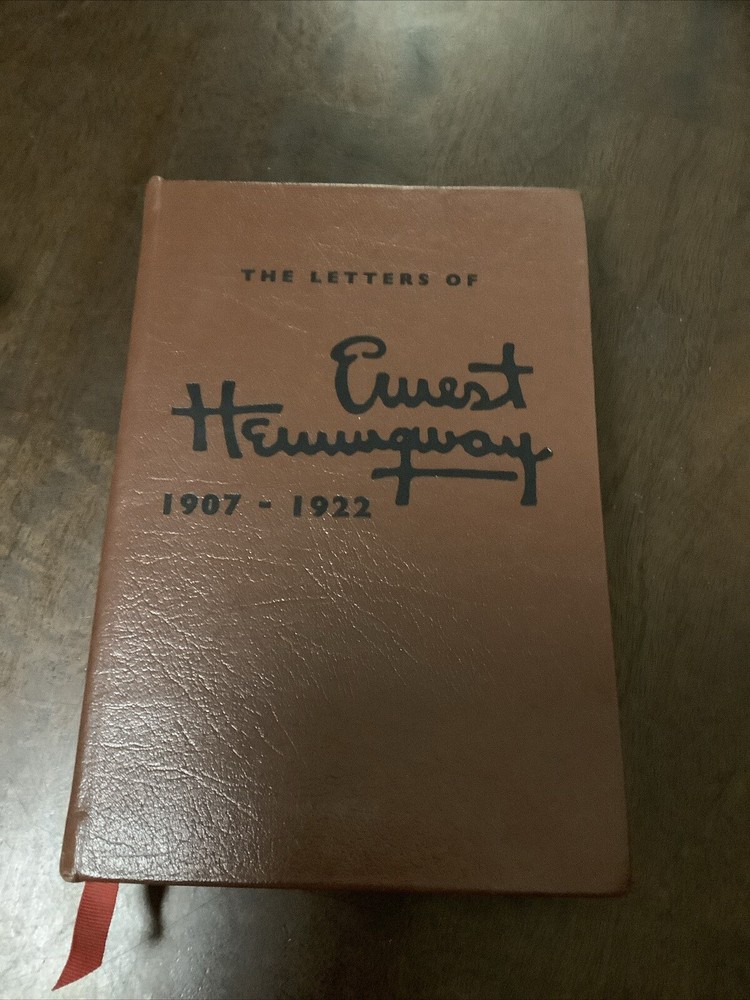 THE LETTERS OF
Ernest
Hemingway
1907 - 1922